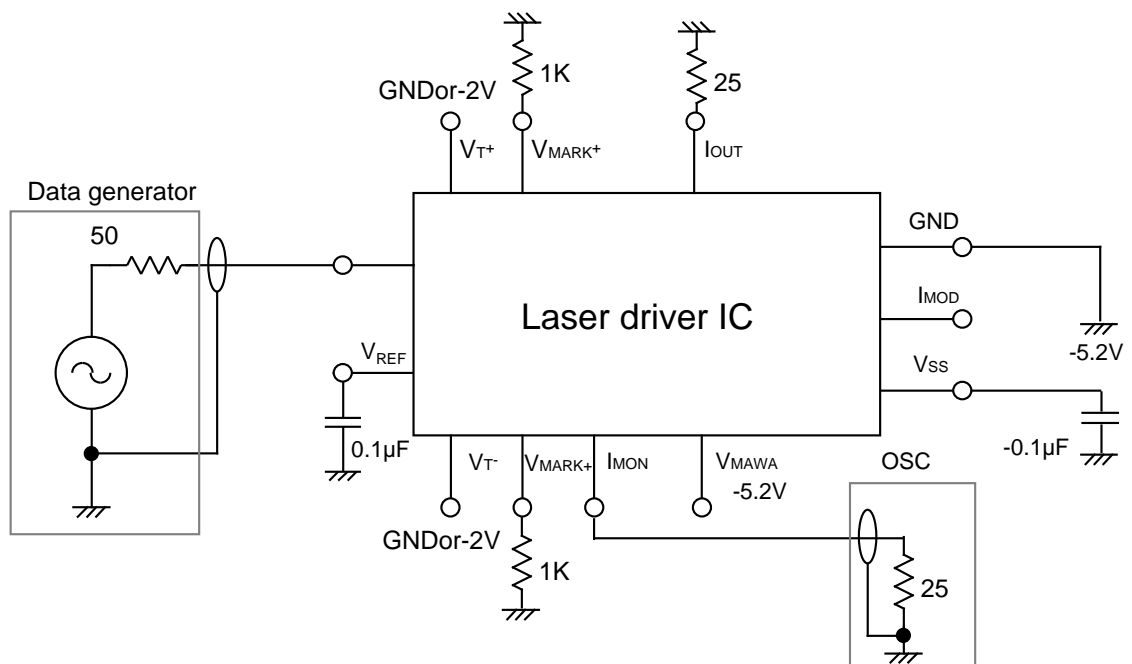 1K
25
GNDor-2V
VT+
VMARK+
IOUT
Data generator
50
GND
IMOD
Laser driver IC
-5.2V
VREF
VSS
0.1µF
-0.1µF
VT-
VMARK+
IMON
VMAWA
OSC
-5.2V
GNDor-2V
1K
25